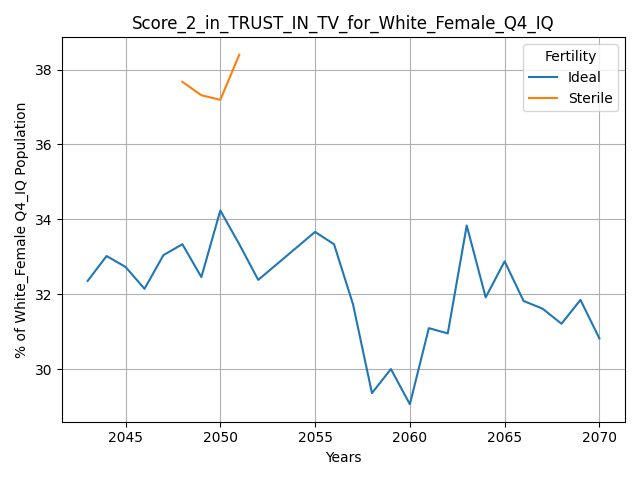 Score_2_in_TRUST_IN_TV_for_White_Female_Q4_IQ
Fertility
Ideal
Sterile
% of White_Female Q4_IQ Population
38
36
34
32
30
2045
2050
2055
2060
2065
2070
Years